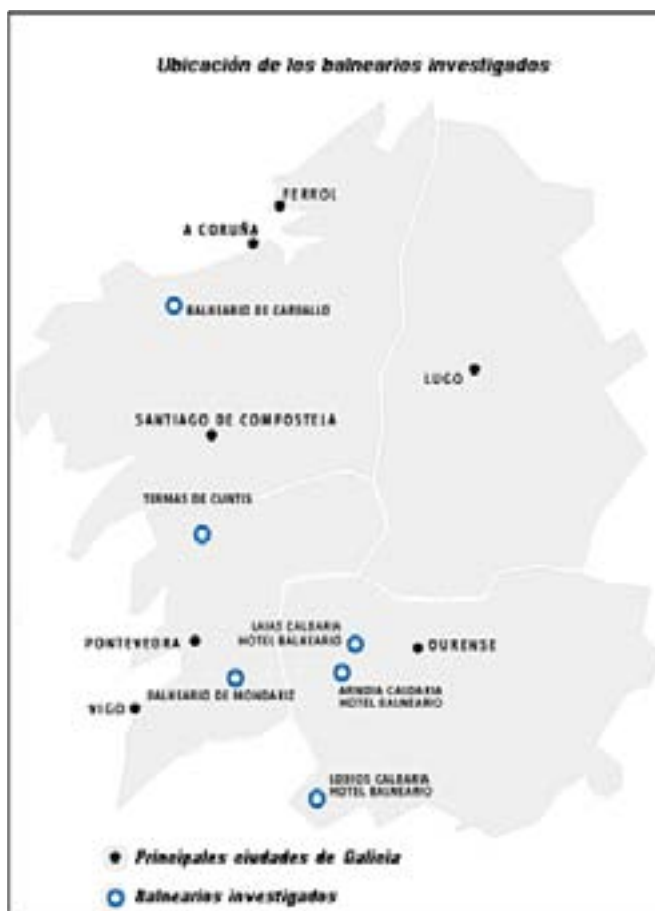 Ubicación de los balnearios investigados
FERROL
A CORUÑA
BALNEARIO DE CARBALLO
LUGO
SANTIAGO DE COMPOSTELA
TERMAS DE CUNTIS
LAIAS CALDARIA
HOTEL BALNEARIO
PONTEVEDRA
OURENSE
ARNOIA CALDARIA
HOTEL BALNEARIO
BALNEARIO DE MONDARIZ
VIGO
LOBIOS CALDARIA
HOTEL BALNEARIO
Principales ciudades de Galicia
Balnearios investigados